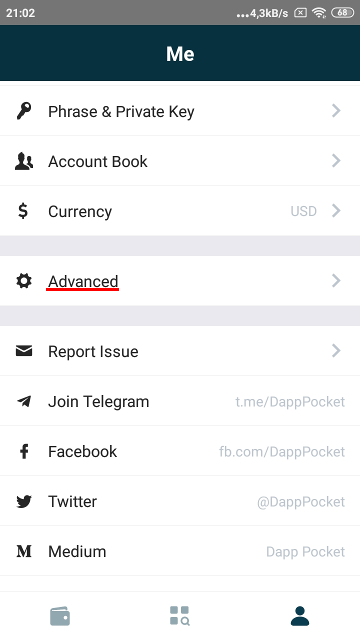 21:02 ...4,3kB/s 68
Me
Phrase & Private Key
Account Book
Currency USD
Advanced
Report Issue
Join Telegram t.me/DappPocket
Facebook fb.com/DappPocket
Twitter @DappPocket
Medium Dapp Pocket